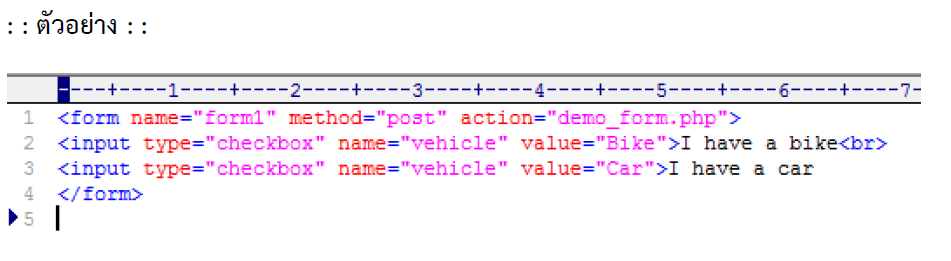 : : ตัวอย่าง : :
----+----1----+----2----+----3----+----4----+----5----+----6----+----7-
1 <form name="form1" method="post" action="demo_form.php">
2 <input type="checkbox" name="vehicle" value="Bike">I have a bike<br>
3 <input type="checkbox" name="vehicle" value="Car">I have a car
4 </form>
5